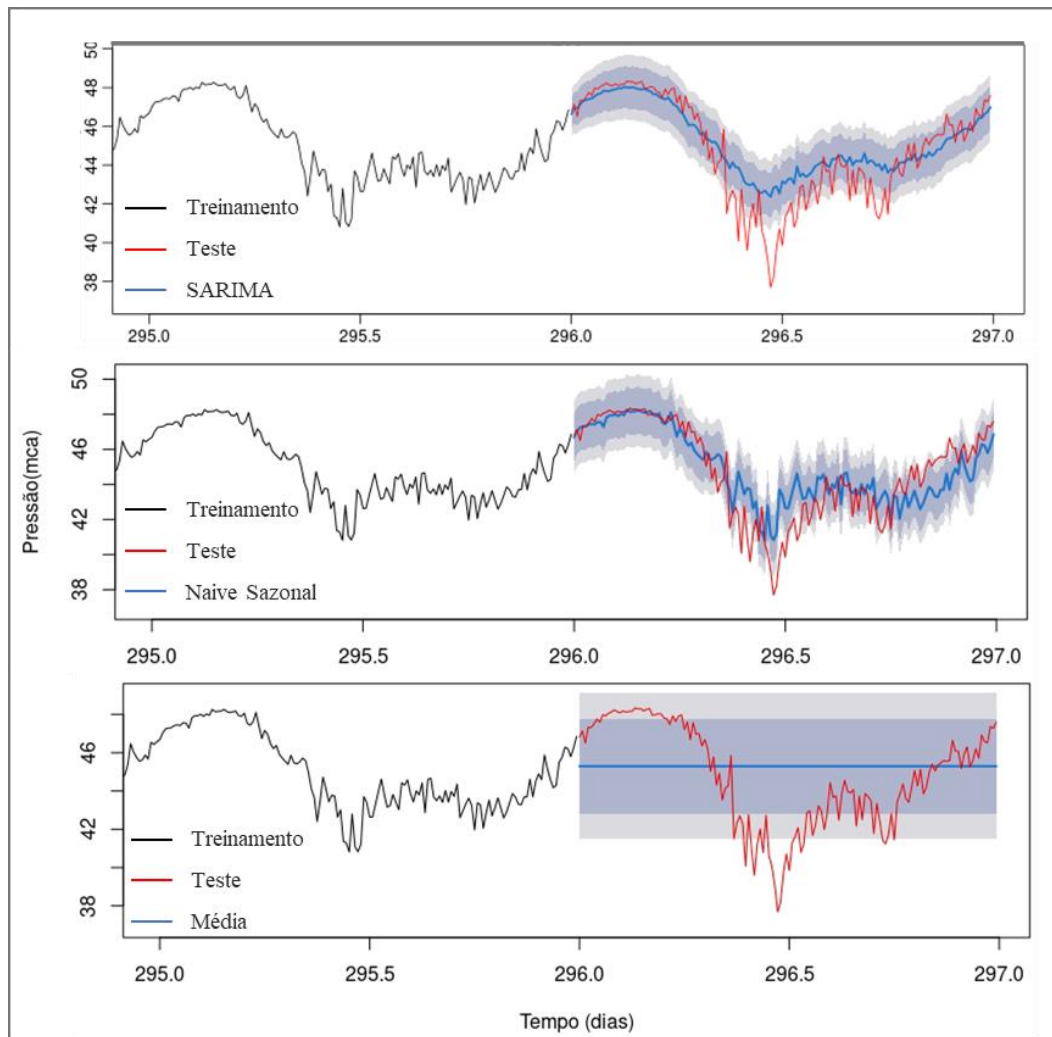 50
48
46
44
42
40
38
Treinamento
Teste
SARIMA
295.0 295.5 296.0 296.5 297.0
Pressão(mca)
50
46
42
38
Treinamento
Teste
Naive Sazonal
295.0 295.5 296.0 296.5 297.0
46
42
38
Treinamento
Teste
Média
295.0 295.5 296.0 296.5 297.0
Tempo (dias)